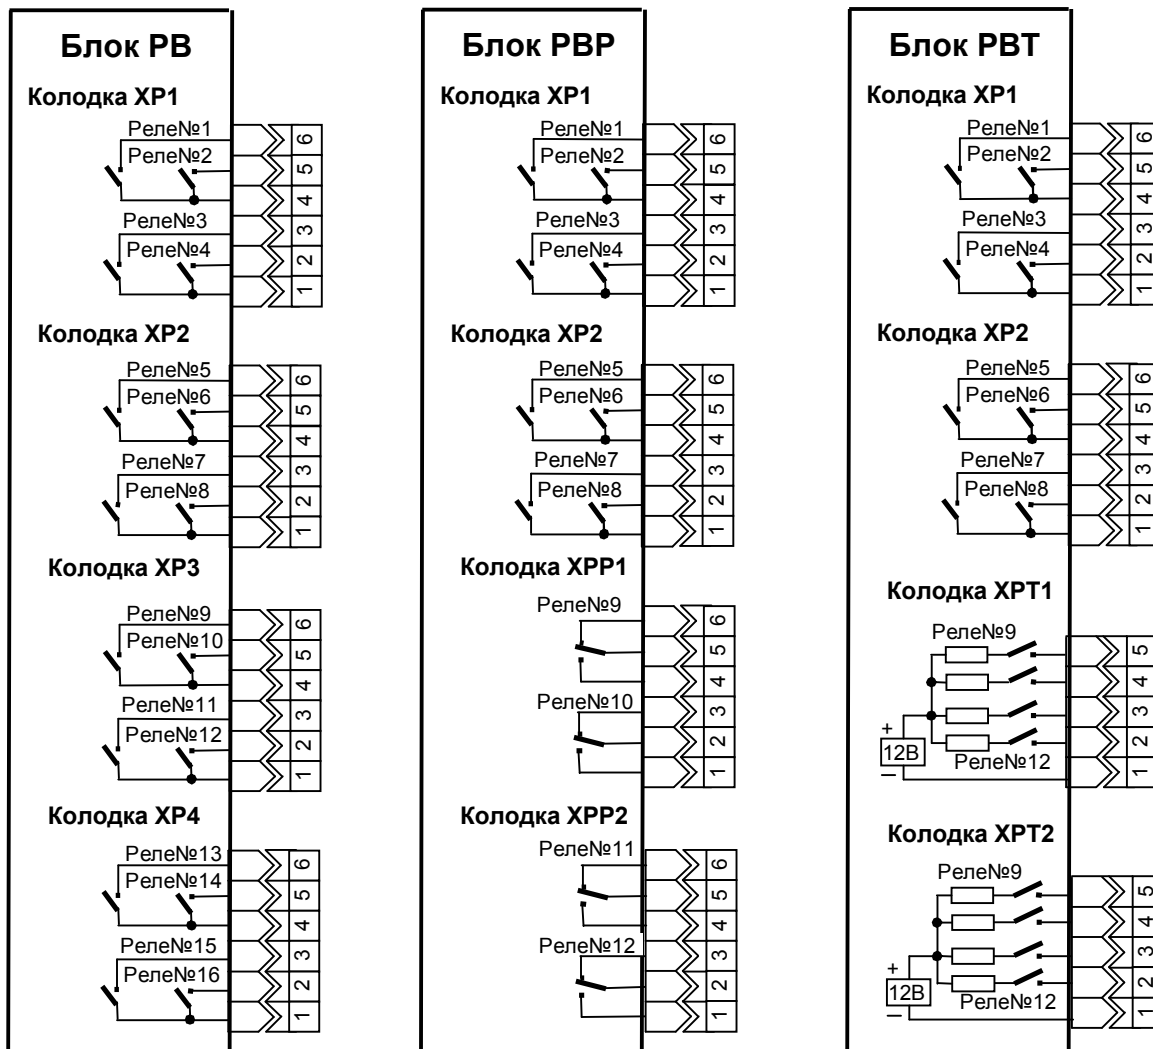 Блок РВ
Колодка ХР1
Реле№1
Реле№2
Реле№3
Реле№4
6
5
4
3
2
1
Колодка ХР2
Реле№5
Реле№6
Реле№7
Реле№8
6
5
4
3
2
1
Колодка ХР3
Реле№9
Реле№10
Реле№11
Реле№12
6
5
4
3
2
1
Колодка ХР4
Реле№13
Реле№14
Реле№15
Реле№16
6
5
4
3
2
1
Блок РВР
Колодка ХР1
Реле№1
Реле№2
Реле№3
Реле№4
6
5
4
3
2
1
Колодка ХР2
Реле№5
Реле№6
Реле№7
Реле№8
6
5
4
3
2
1
Колодка ХРР1
Реле№9
Реле№10
6
5
4
3
2
1
Колодка ХРР2
Реле№11
Реле№12
6
5
4
3
2
1
Блок РВТ
Колодка ХР1
Реле№1
Реле№2
Реле№3
Реле№4
6
5
4
3
2
1
Колодка ХР2
Реле№5
Реле№6
Реле№7
Реле№8
6
5
4
3
2
1
Колодка ХРТ1
Реле№9
+
12В
–
Реле№12
5
4
3
2
1
Колодка ХРТ2
Реле№9
+
12В
–
Реле№12
5
4
3
2
1